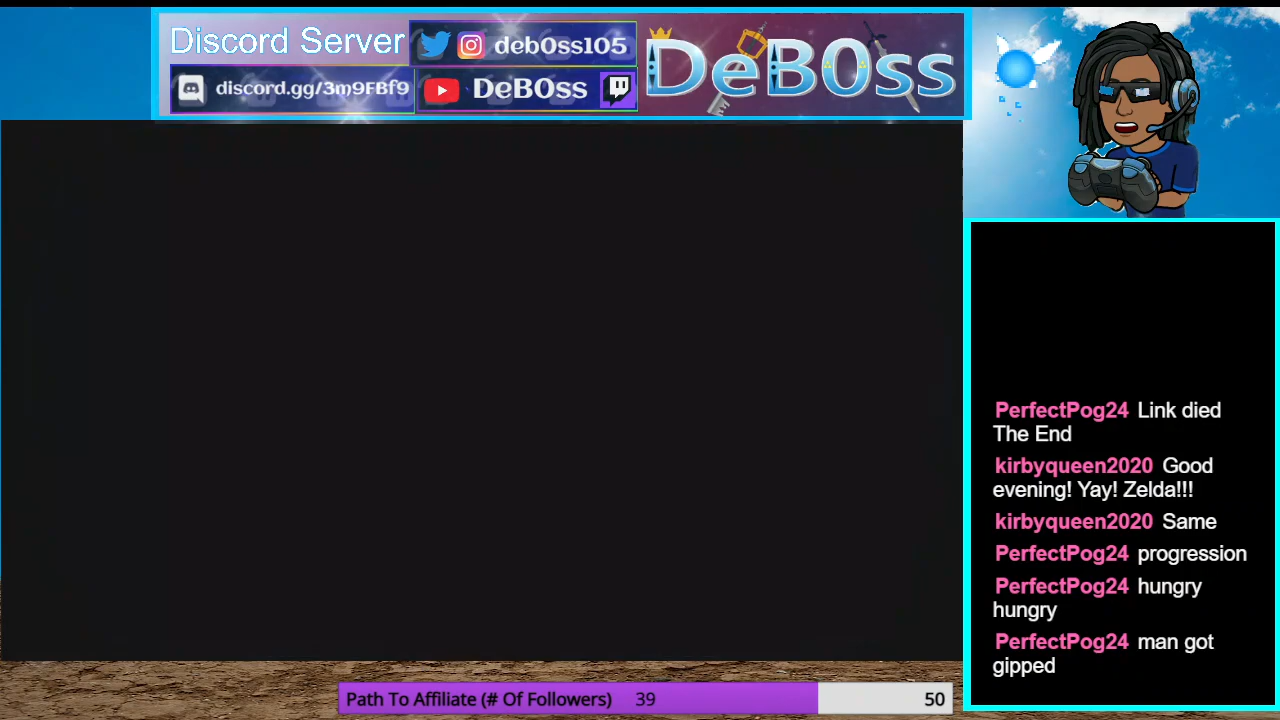 Discord Server
deb0ss105
discord.gg/3m9FBf9
DeB0ss
DeB0ss
PerfectPog24 Link died
The End
kirbyqueen2020 Good
evening! Yay! Zelda!!!
kirbyqueen2020 Same
PerfectPog24 progression
PerfectPog24 hungry
hungry
PerfectPog24 man got
gipped
Path To Affiliate (# Of Followers) 39 50